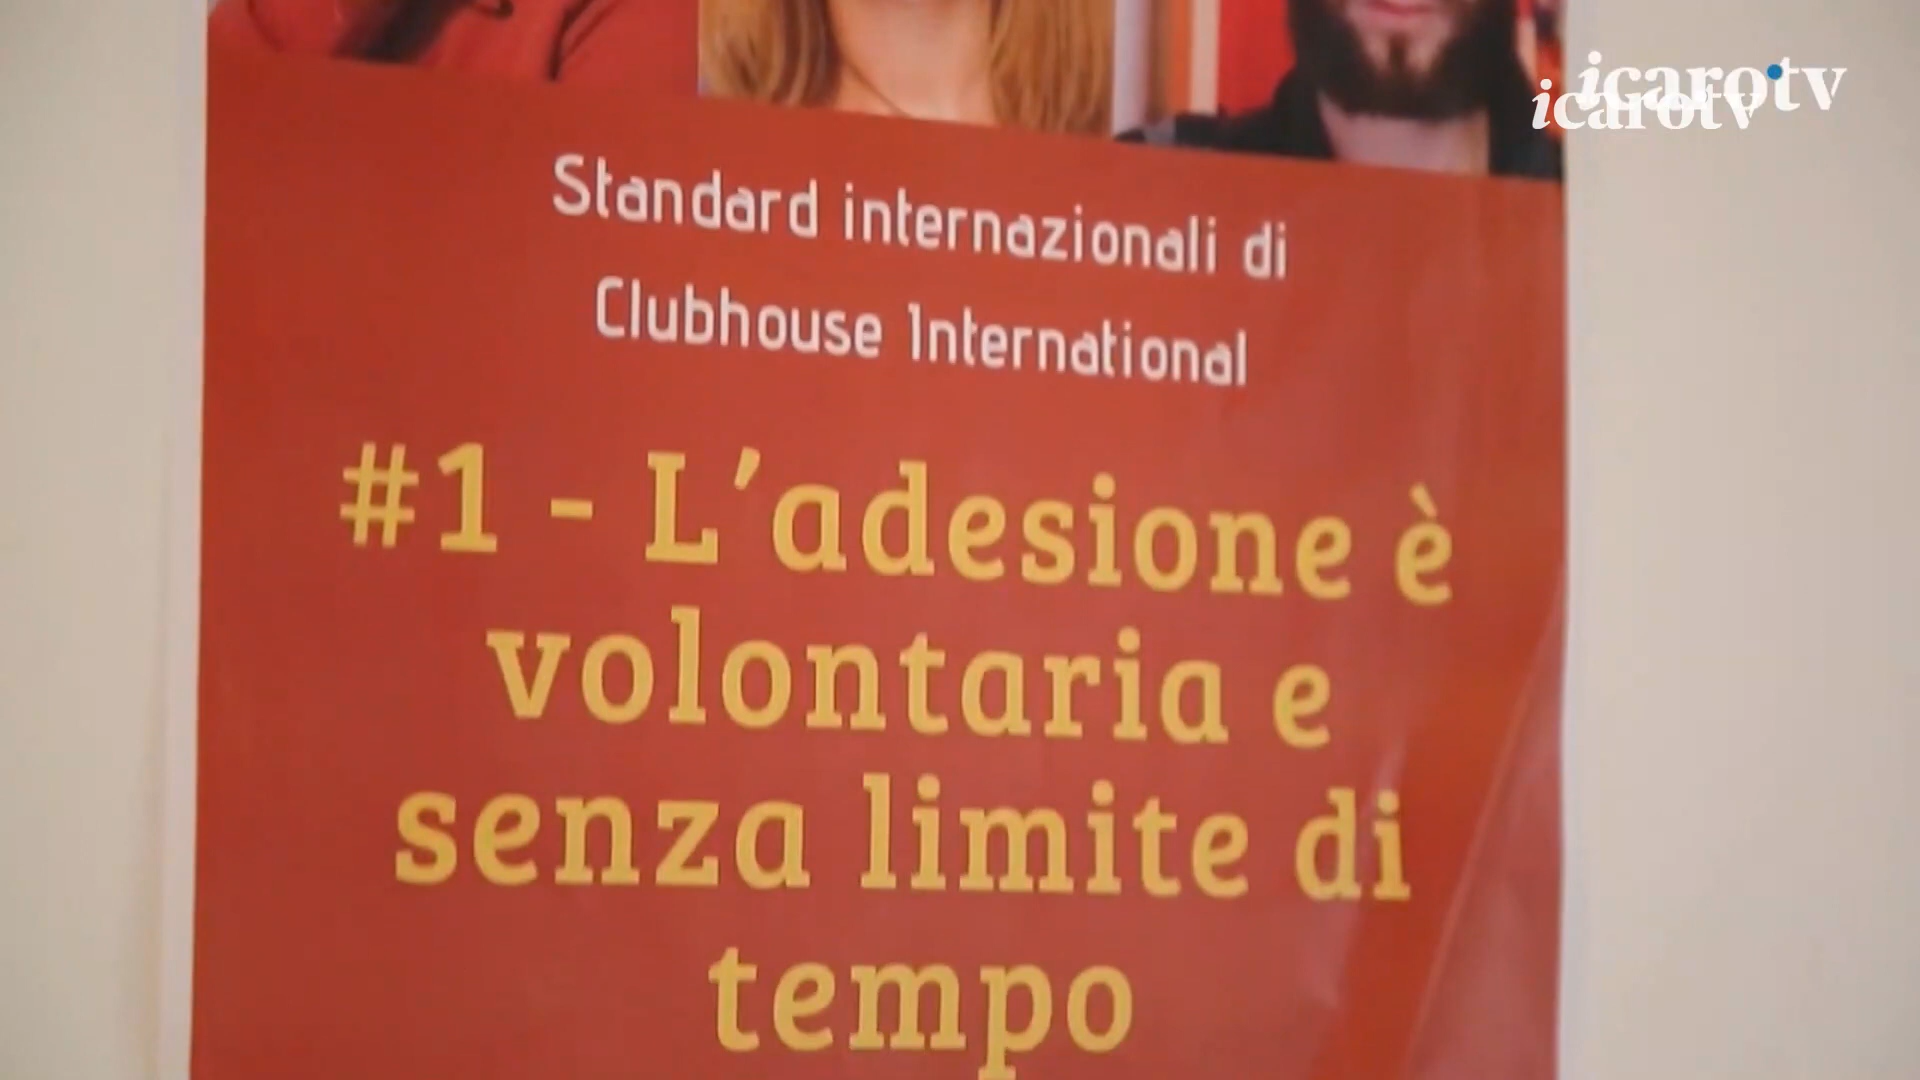 icarotv
icarotv
Standard internazionali di
Clubhouse International
#1 - L'adesione è
volontaria e
senza limite di
tempo